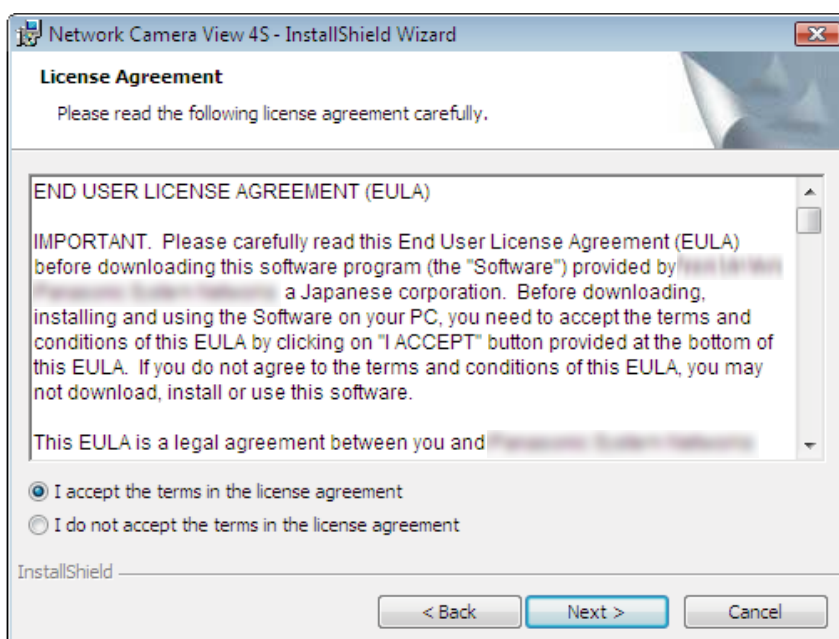 Network Camera View 4S - InstallShield Wizard
License Agreement
Please read the following license agreement carefully.
END USER LICENSE AGREEMENT (EULA)
IMPORTANT.  Please carefully read this End User License Agreement (EULA)
before downloading this software program (the "Software") provided by
a Japanese corporation.  Before downloading,
installing and using the Software on your PC, you need to accept the terms and
conditions of this EULA by clicking on "I ACCEPT" button provided at the bottom of
this EULA.  If you do not agree to the terms and conditions of this EULA, you may
not download, install or use this software.
This EULA is a legal agreement between you and
I accept the terms in the license agreement
I do not accept the terms in the license agreement
InstallShield
< Back
Next >
Cancel